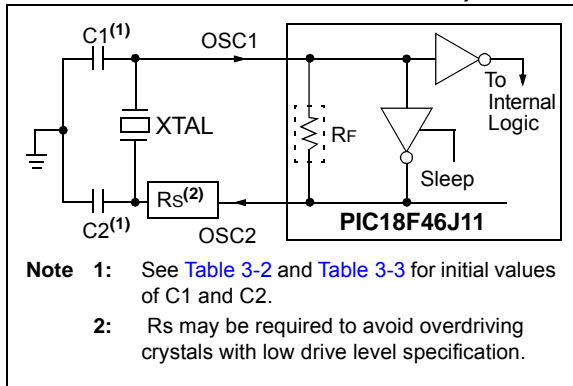 C1(1)
OSC1
To
Internal
Logic
XTAL
RF
Sleep
RS(2)
C2(1)
OSC2
PIC18F46J11
Note 1: See Table 3-2 and Table 3-3 for initial values
of C1 and C2.
2: Rs may be required to avoid overdriving
crystals with low drive level specification.